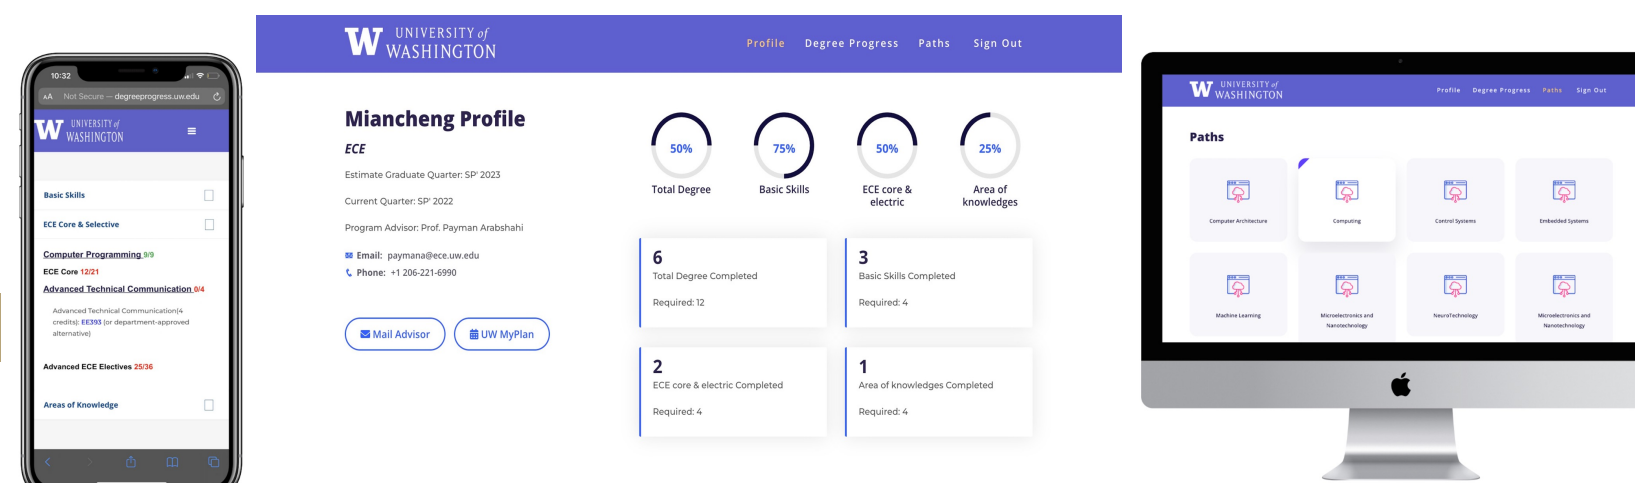 10:32
AA Not Secure — degreeprogress.uw.edu
W UNIVERSITY of
WASHINGTON
Basic Skills
ECE Core & Selective
Computer Programming 9/9
ECE Core 12/21
Advanced Technical Communication 0/4
Advanced Technical Communication(4
credits): EE393 (or department-approved
alternative)
Advanced ECE Electives 25/36
Areas of Knowledge
W UNIVERSITY of
WASHINGTON
Profile Degree Progress Paths Sign Out
Miancheng Profile
ECE
Estimate Graduate Quarter: SP' 2023
Current Quarter: SP' 2022
Program Advisor: Prof. Payman Arabshahi
Email: paymana@ece.uw.edu
Phone: +1 206-221-6990
Mail Advisor UW MyPlan
50% 75% 50% 25%
Total Degree Basic Skills ECE core & Area of
electric knowledges
6
Total Degree Completed
Required: 12
3
Basic Skills Completed
Required: 4
2
ECE core & electric Completed
Required: 4
1
Area of knowledges Completed
Required: 4
W UNIVERSITY of
WASHINGTON
Profile Degree Progress Paths Sign Out
Paths
Computer Architecture Computing Control Systems Embedded Systems
Machine Learning Microelectronics and NeuroTechnology Microelectronics and
Nanotechnology Nanotechnology